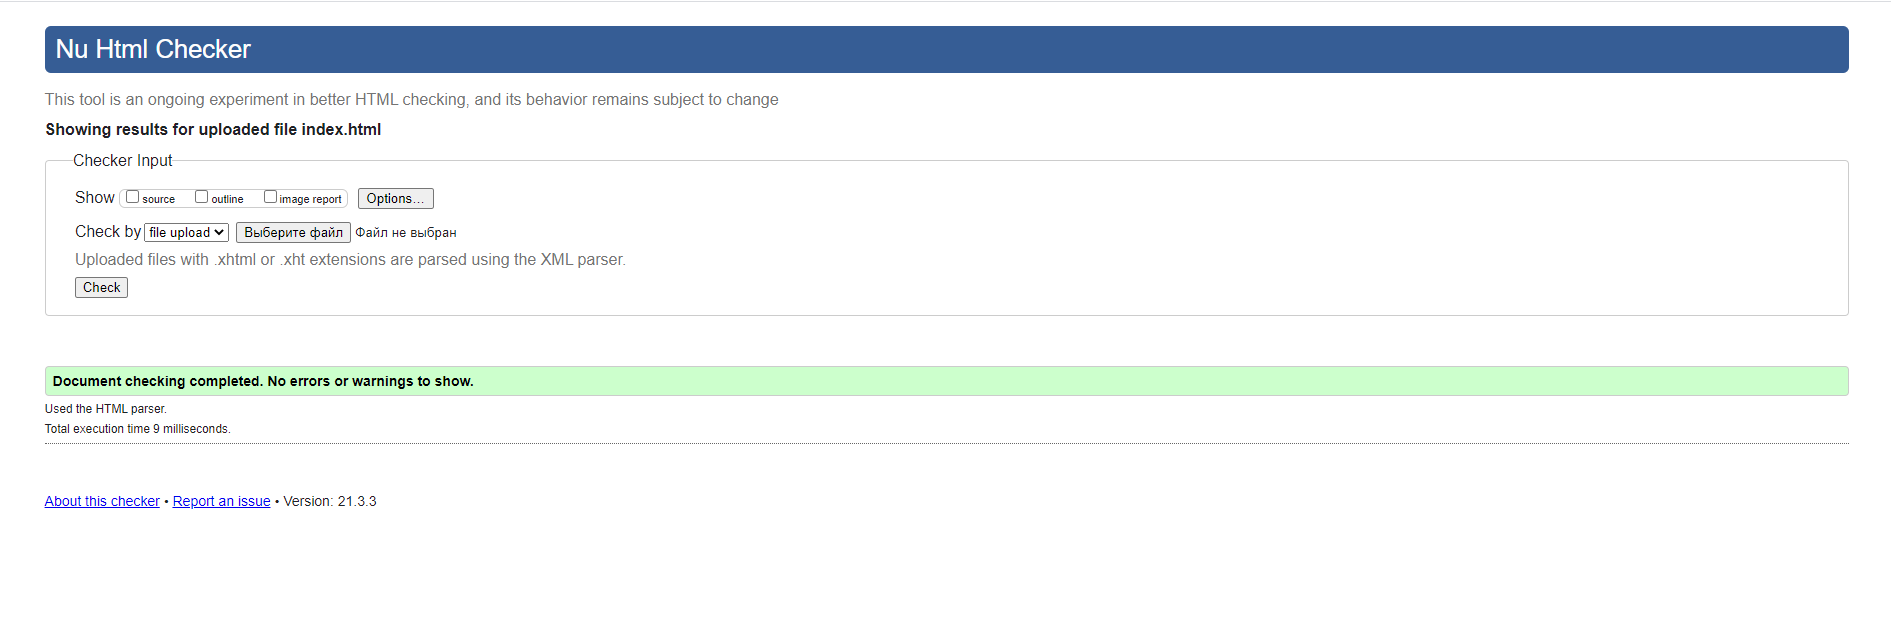 Nu Html Checker
This tool is an ongoing experiment in better HTML checking, and its behavior remains subject to change
Showing results for uploaded file index.html
Checker Input
Show source outline image report Options...
Check by file upload Выберите файл Файл не выбран
Uploaded files with .xhtml or .xht extensions are parsed using the XML parser.
Check
Document checking completed. No errors or warnings to show.
Used the HTML parser.
Total execution time 9 milliseconds.
About this checker • Report an issue • Version: 21.3.3